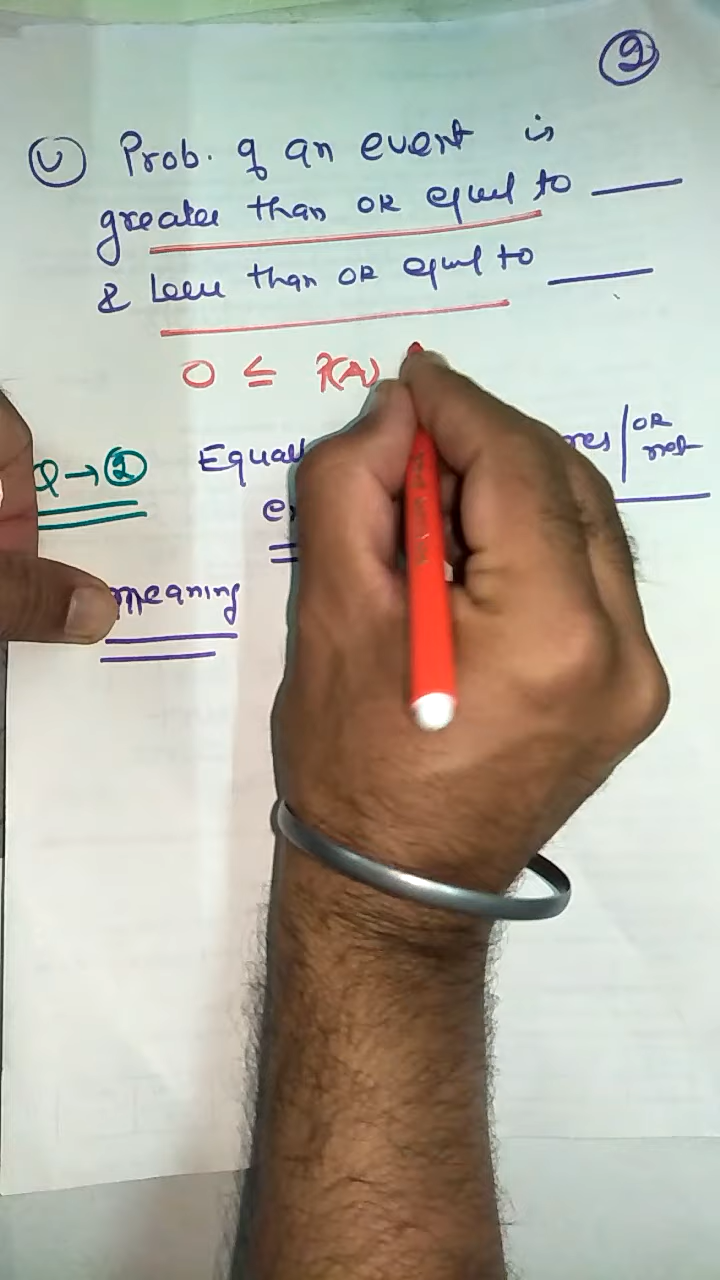 2
(v) Prob. of an event is
greater than OR equal to ____
& less than OR equal to ____
0 ≤ P(A)
Q → 2 Equal OR
not
meaning